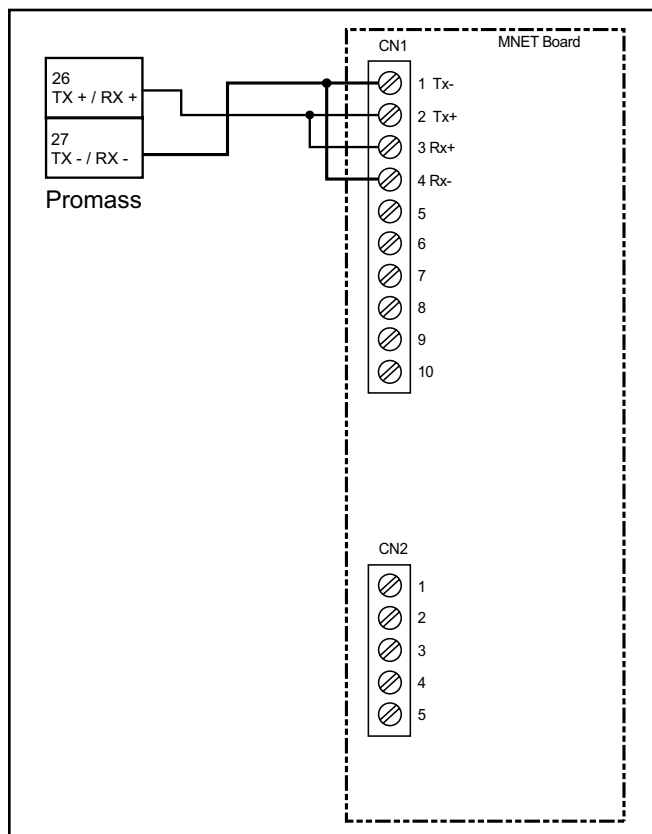 26
TX + / RX +
27
TX - / RX -
Promass
CN1
MNET Board
1 Tx-
2 Tx+
3 Rx+
4 Rx-
5
6
7
8
9
10
CN2
1
2
3
4
5